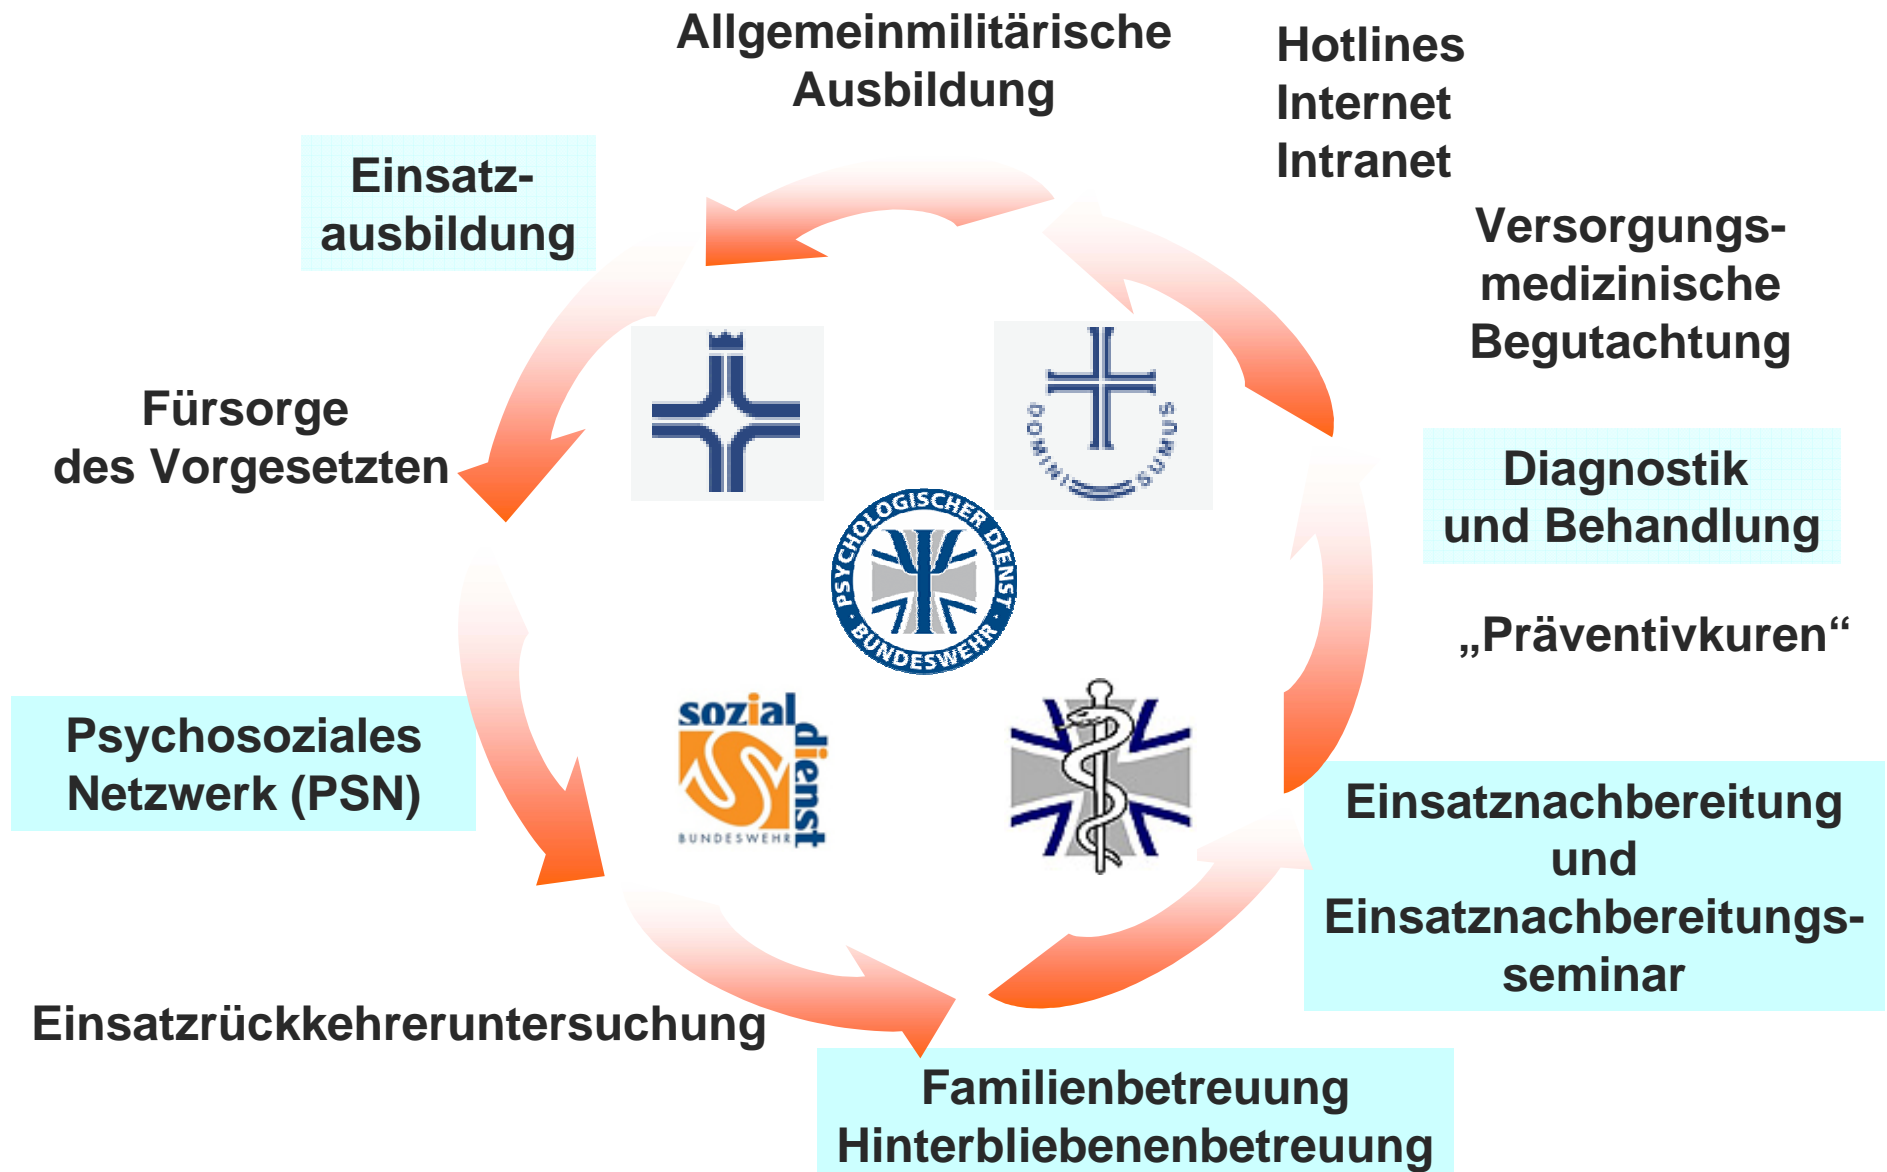 Allgemeinmilitärische
Ausbildung
Hotlines
Internet
Intranet
Einsatz-
ausbildung
Versorgungs-
medizinische
Begutachtung
Fürsorge
des Vorgesetzten
DOMINI SUMUS
Diagnostik
und Behandlung
PSYCHOLOGISCHER DIENST
· BUNDESWEHR ·
„Präventivkuren“
Psychosoziales
Netzwerk (PSN)
sozial
dienst
BUNDESWEHR
Einsatznachbereitung
und
Einsatznachbereitungs-
seminar
Einsatzrückkehreruntersuchung
Familienbetreuung
Hinterbliebenenbetreuung